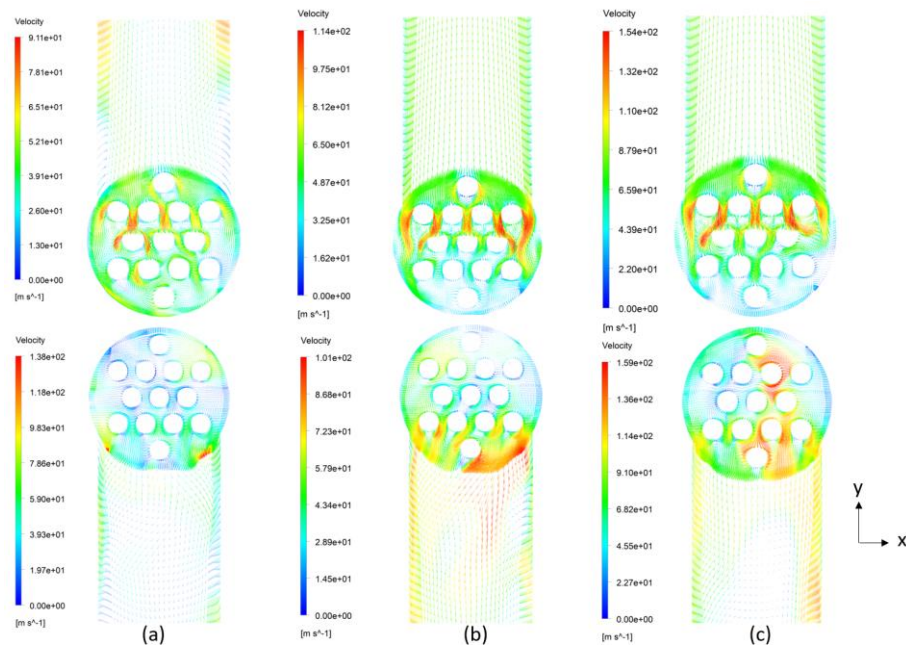 Velocity
9.11e+01
7.81e+01
6.51e+01
5.21e+01
3.91e+01
2.60e+01
1.30e+01
0.00e+00
[m s^-1]
Velocity
1.14e+02
9.75e+01
8.12e+01
6.50e+01
4.87e+01
3.25e+01
1.62e+01
0.00e+00
[m s^-1]
Velocity
1.54e+02
1.32e+02
1.10e+02
8.79e+01
6.59e+01
4.39e+01
2.20e+01
0.00e+00
[m s^-1]
Velocity
1.38e+02
1.18e+02
9.83e+01
7.86e+01
5.90e+01
3.93e+01
1.97e+01
0.00e+00
[m s^-1]
Velocity
1.01e+02
8.68e+01
7.23e+01
5.79e+01
4.34e+01
2.89e+01
1.45e+01
0.00e+00
[m s^-1]
Velocity
1.59e+02
1.36e+02
1.14e+02
9.10e+01
6.82e+01
4.55e+01
2.27e+01
0.00e+00
[m s^-1]
y
x
(a)
(b)
(c)